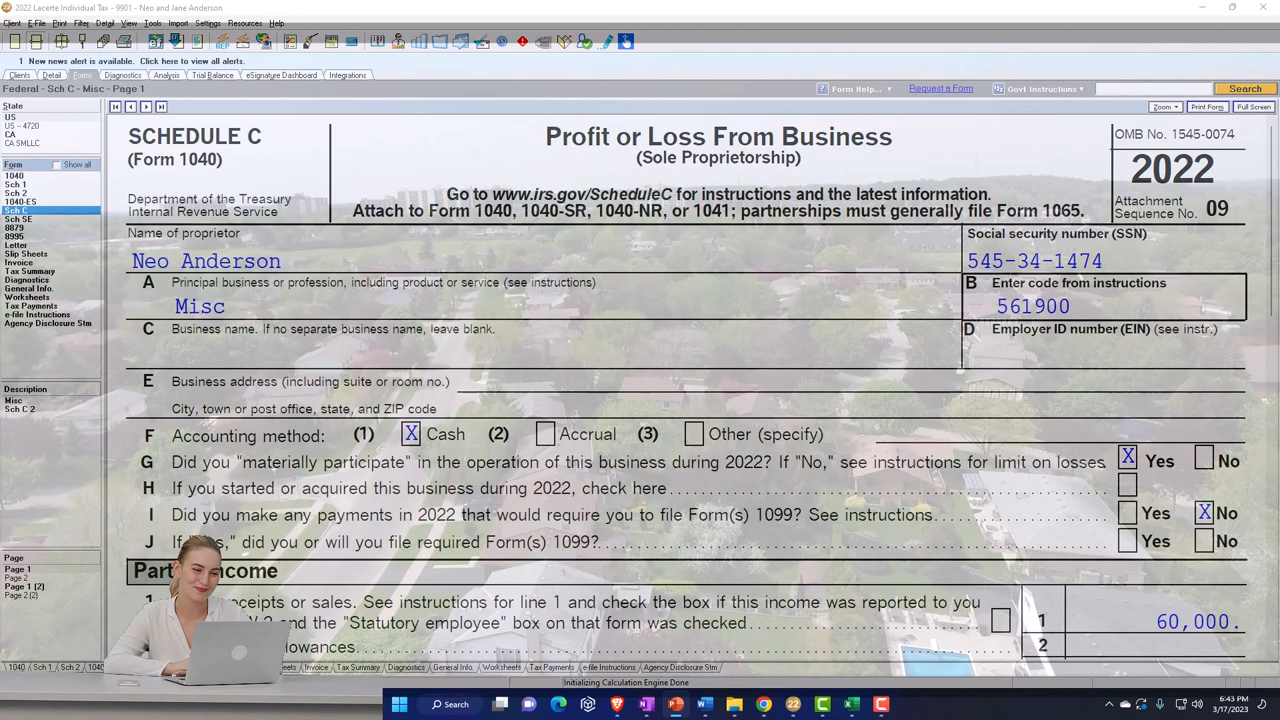 2022 Lacerte Individual Tax - 9901 - Neo and Jane Anderson
Client E-File Print Filter Detail View Tools Import Settings Resources Help
1 New news alert is available. Click here to view all alerts.
Clients Detail Forms Diagnostics Analysis Trial Balance eSignature Dashboard Integrations
Federal - Sch C - Misc - Page 1
Form Help... Request a Form Govt Instructions Search
Zoom Print Form Full Screen
State
US
US - 4720
CA
CA SMLLC
Form Show all
1040
Sch 1
Sch 2
1040-ES
Sch C
Sch SE
8879
8995
Letter
Slip Sheets
Invoice
Tax Summary
Diagnostics
General Info.
Worksheets
Tax Payments
e-file Instructions
Agency Disclosure Stm
Description
Misc
Sch C 2
Page
Page 1
Page 2
Page 1 (2)
Page 2 (2)
SCHEDULE C
(Form 1040)
Department of the Treasury
Internal Revenue Service
Profit or Loss From Business
(Sole Proprietorship)
Go to www.irs.gov/ScheduleC for instructions and the latest information.
Attach to Form 1040, 1040-SR, 1040-NR, or 1041; partnerships must generally file Form 1065.
OMB No. 1545-0074
2022
Attachment
Sequence No. 09
Name of proprietor
Neo Anderson
Social security number (SSN)
545-34-1474
A Principal business or profession, including product or service (see instructions)
Misc
B Enter code from instructions
561900
C Business name. If no separate business name, leave blank.
D Employer ID number (EIN) (see instr.)
E Business address (including suite or room no.)
City, town or post office, state, and ZIP code
F Accounting method: (1) X Cash (2) Accrual (3) Other (specify)
G Did you "materially participate" in the operation of this business during 2022? If "No," see instructions for limit on losses. X Yes No
H If you started or acquired this business during 2022, check here
I Did you make any payments in 2022 that would require you to file Form(s) 1099? See instructions Yes X No
J If " s," did you or will you file required Form(s) 1099? Yes No
Part ncome
1 eceipts or sales. See instructions for line 1 and check the box if this income was reported to you
and the "Statutory employee" box on that form was checked 1 60,000.
owances 2
1040 Sch 1 Sch 2 1040 eets Invoice Tax Summary Diagnostics General Info. Worksheets Tax Payments e-file Instructions Agency Disclosure Stm
Initializing Calculation Engine Done
Search
6:43 PM
3/17/2023